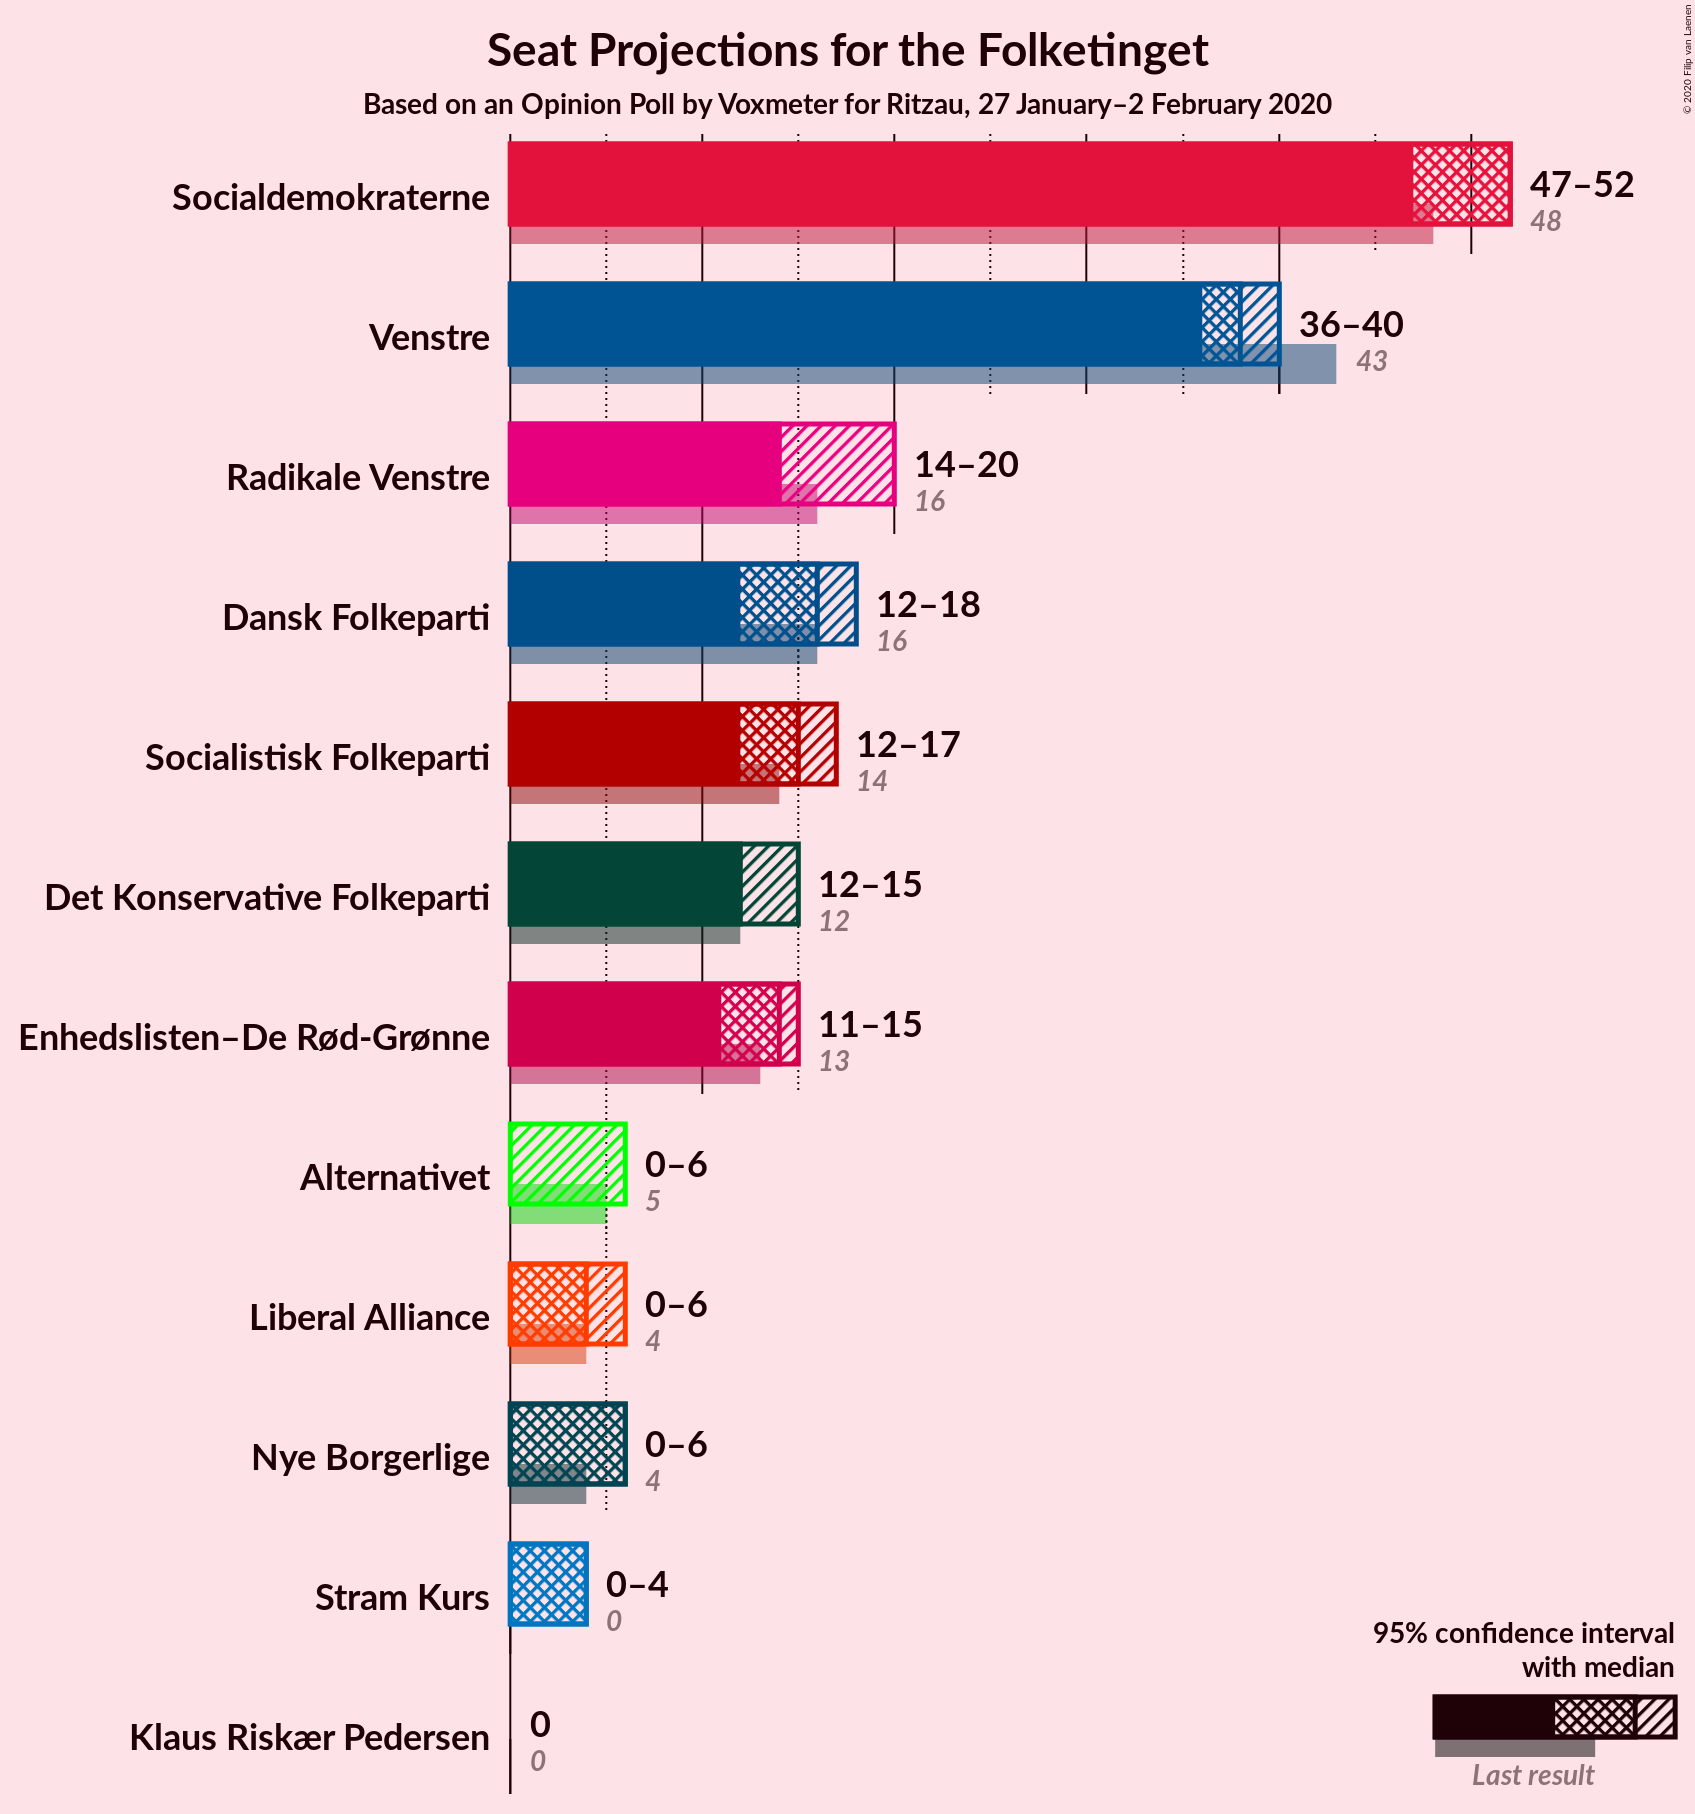 Seat Projections for the Folketinget
Based on an Opinion Poll by Voxmeter for Ritzau, 27 January–2 February 2020
© 2020 Filip van Laenen
Socialdemokraterne
47–52
48
Venstre
36–40
43
Radikale Venstre
14–20
16
Dansk Folkeparti
12–18
16
Socialistisk Folkeparti
12–17
14
Det Konservative Folkeparti
12–15
12
Enhedslisten–De Rød-Grønne
11–15
13
Alternativet
0–6
5
Liberal Alliance
0–6
4
Nye Borgerlige
0–6
4
Stram Kurs
0–4
0
Klaus Riskær Pedersen
0
0
95% confidence interval
with median
Last result